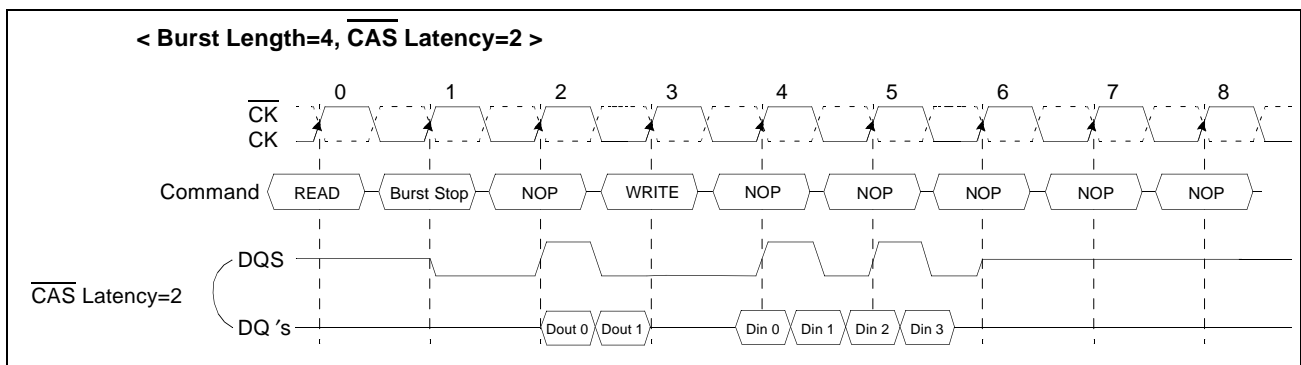 < Burst Length=4, CAS Latency=2 >
0 1 2 3 4 5 6 7 8
CK
CK
Command READ Burst Stop NOP WRITE NOP NOP NOP NOP NOP
DQS
CAS Latency=2
DQ ′s Dout 0 Dout 1 Din 0 Din 1 Din 2 Din 3